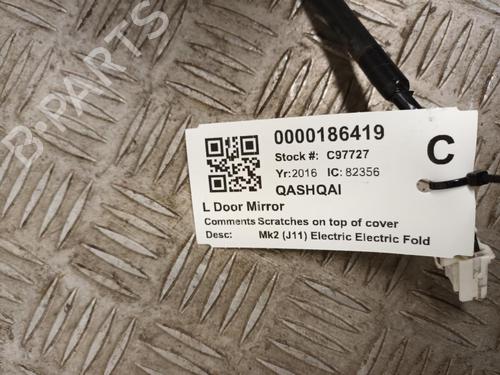 B-PARTS
0000186419
Stock #: C97727
Yr:2016 IC: 82356
QASHQAI
C
L Door Mirror
Comments Scratches on top of cover
Desc: Mk2 (J11) Electric Electric Fold